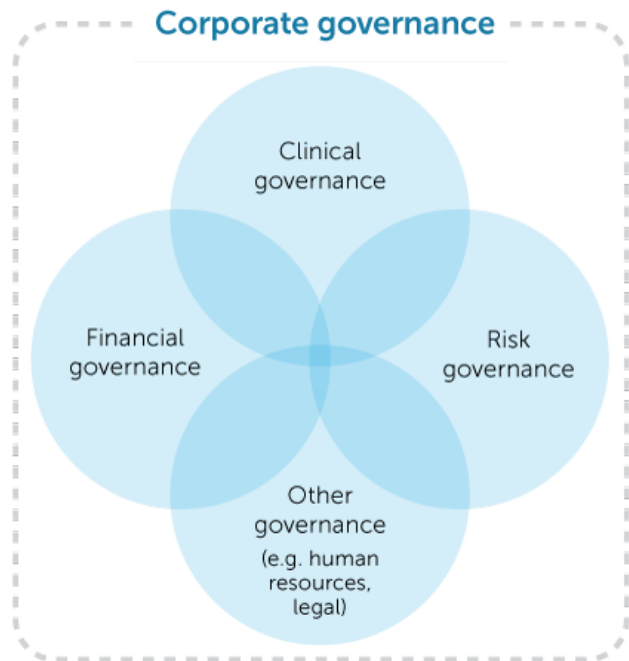 Corporate governance
Clinical
governance
Financial
governance
Risk
governance
Other
governance
(e.g. human
resources,
legal)